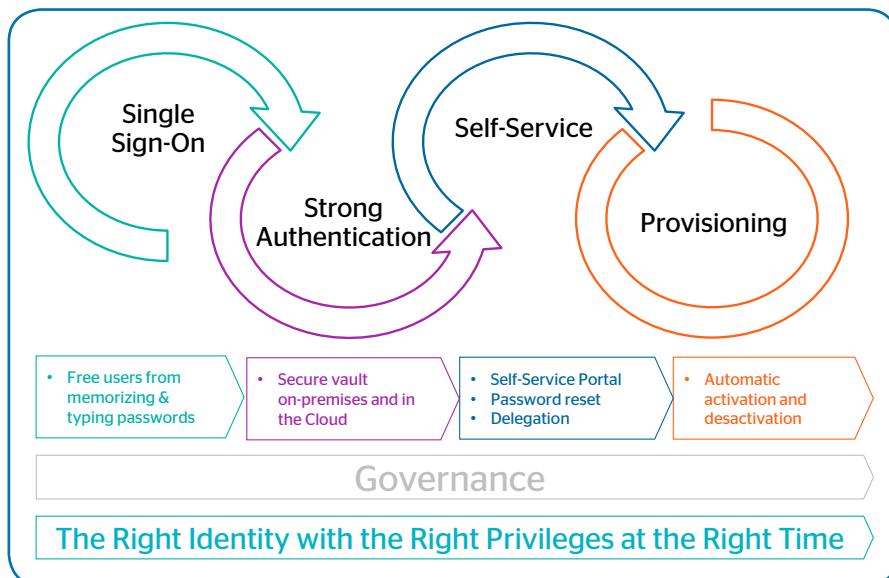 Single
Sign-On
Strong
Authentication
Self-Service
Provisioning
• Free users from
memorizing &
typing passwords
• Secure vault
on-premises and in
the Cloud
• Self-Service Portal
• Password reset
• Delegation
• Automatic
activation and
desactivation
Governance
The Right Identity with the Right Privileges at the Right Time